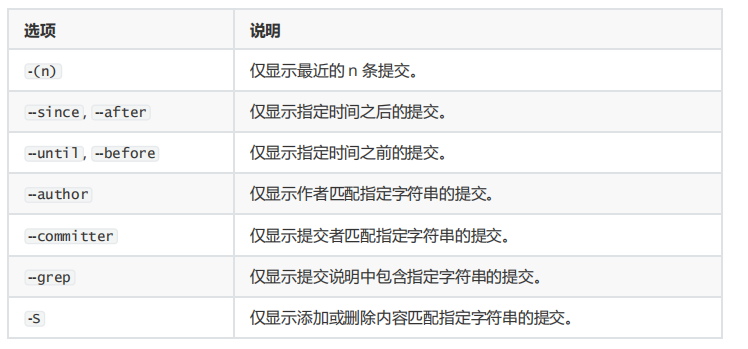 选项 说明
-(n) 仅显示最近的 n 条提交。
--since, --after 仅显示指定时间之后的提交。
--until, --before 仅显示指定时间之前的提交。
--author 仅显示作者匹配指定字符串的提交。
--committer 仅显示提交者匹配指定字符串的提交。
--grep 仅显示提交说明中包含指定字符串的提交。
-S 仅显示添加或删除内容匹配指定字符串的提交。